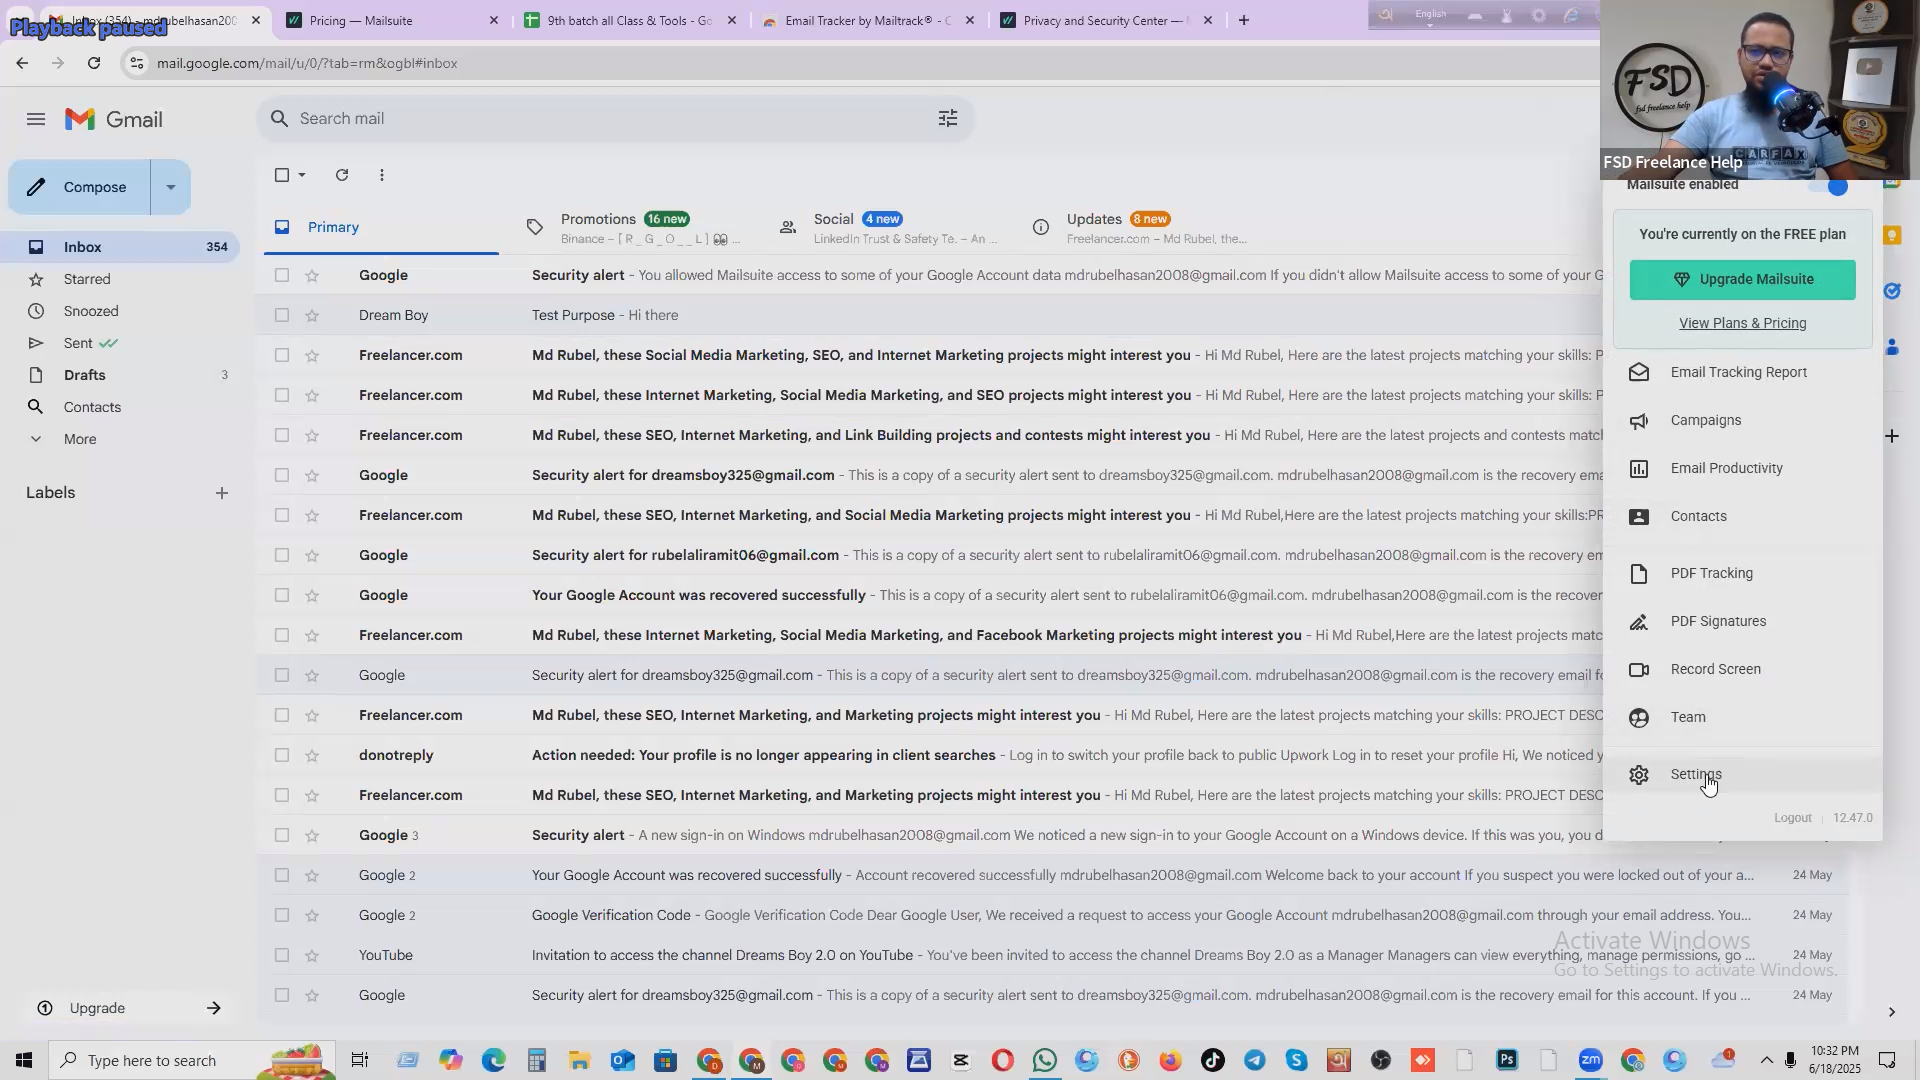 Playback paused
Inbox (354) - mdrubelhasan200
Pricing — Mailsuite
9th batch all Class & Tools - Go
Email Tracker by Mailtrack® - C
Privacy and Security Center —
English
mail.google.com/mail/u/0/?tab=rm&ogbl#inbox
Gmail
Search mail
FSD
fsd freelance help
CARFAX
FSD Freelance Help
Compose
Inbox 354
Starred
Snoozed
Sent
Drafts 3
Contacts
More
Labels
Upgrade
Primary
Promotions 16 new
Binance – [ R _ G _ O _ _ L ] 👀 ...
Social 4 new
LinkedIn Trust & Safety Te. – An ...
Updates 8 new
Freelancer.com – Md Rubel, the...
Google Security alert - You allowed Mailsuite access to some of your Google Account data mdrubelhasan2008@gmail.com If you didn't allow Mailsuite access to some of your G
Dream Boy Test Purpose - Hi there
Freelancer.com Md Rubel, these Social Media Marketing, SEO, and Internet Marketing projects might interest you - Hi Md Rubel, Here are the latest projects matching your skills: P
Freelancer.com Md Rubel, these Internet Marketing, Social Media Marketing, and SEO projects might interest you - Hi Md Rubel, Here are the latest projects matching your skills: P
Freelancer.com Md Rubel, these SEO, Internet Marketing, and Link Building projects and contests might interest you - Hi Md Rubel, Here are the latest projects and contests matc
Google Security alert for dreamsboy325@gmail.com - This is a copy of a security alert sent to dreamsboy325@gmail.com. mdrubelhasan2008@gmail.com is the recovery ema
Freelancer.com Md Rubel, these SEO, Internet Marketing, and Social Media Marketing projects might interest you - Hi Md Rubel,Here are the latest projects matching your skills:PR
Google Security alert for rubelaliramit06@gmail.com - This is a copy of a security alert sent to rubelaliramit06@gmail.com. mdrubelhasan2008@gmail.com is the recovery em
Google Your Google Account was recovered successfully - This is a copy of a security alert sent to rubelaliramit06@gmail.com. mdrubelhasan2008@gmail.com is the recove
Freelancer.com Md Rubel, these Internet Marketing, Social Media Marketing, and Facebook Marketing projects might interest you - Hi Md Rubel,Here are the latest projects matc
Google Security alert for dreamsboy325@gmail.com - This is a copy of a security alert sent to dreamsboy325@gmail.com. mdrubelhasan2008@gmail.com is the recovery email fo
Freelancer.com Md Rubel, these SEO, Internet Marketing, and Marketing projects might interest you - Hi Md Rubel, Here are the latest projects matching your skills: PROJECT DESC
donotreply Action needed: Your profile is no longer appearing in client searches - Log in to switch your profile back to public Upwork Log in to reset your profile Hi, We noticed y
Freelancer.com Md Rubel, these SEO, Internet Marketing, and Marketing projects might interest you - Hi Md Rubel, Here are the latest projects matching your skills: PROJECT DESC
Google 3 Security alert - A new sign-in on Windows mdrubelhasan2008@gmail.com We noticed a new sign-in to your Google Account on a Windows device. If this was you, you d
Google 2 Your Google Account was recovered successfully - Account recovered successfully mdrubelhasan2008@gmail.com Welcome back to your account If you suspect you were locked out of your a... 24 May
Google 2 Google Verification Code - Google Verification Code Dear Google User, We received a request to access your Google Account mdrubelhasan2008@gmail.com through your email address. You... 24 May
YouTube Invitation to access the channel Dreams Boy 2.0 on YouTube - You've been invited to access the channel Dreams Boy 2.0 as a Manager Managers can view everything, manage permissions, go ... 24 May
Google Security alert for dreamsboy325@gmail.com - This is a copy of a security alert sent to dreamsboy325@gmail.com. mdrubelhasan2008@gmail.com is the recovery email for this account. If you ... 24 May
Mailsuite enabled
You're currently on the FREE plan
Upgrade Mailsuite
View Plans & Pricing
Email Tracking Report
Campaigns
Email Productivity
Contacts
PDF Tracking
PDF Signatures
Record Screen
Team
Settings
Logout | 12.47.0
Activate Windows
Go to Settings to activate Windows.
Type here to search
10:32 PM
6/18/2025